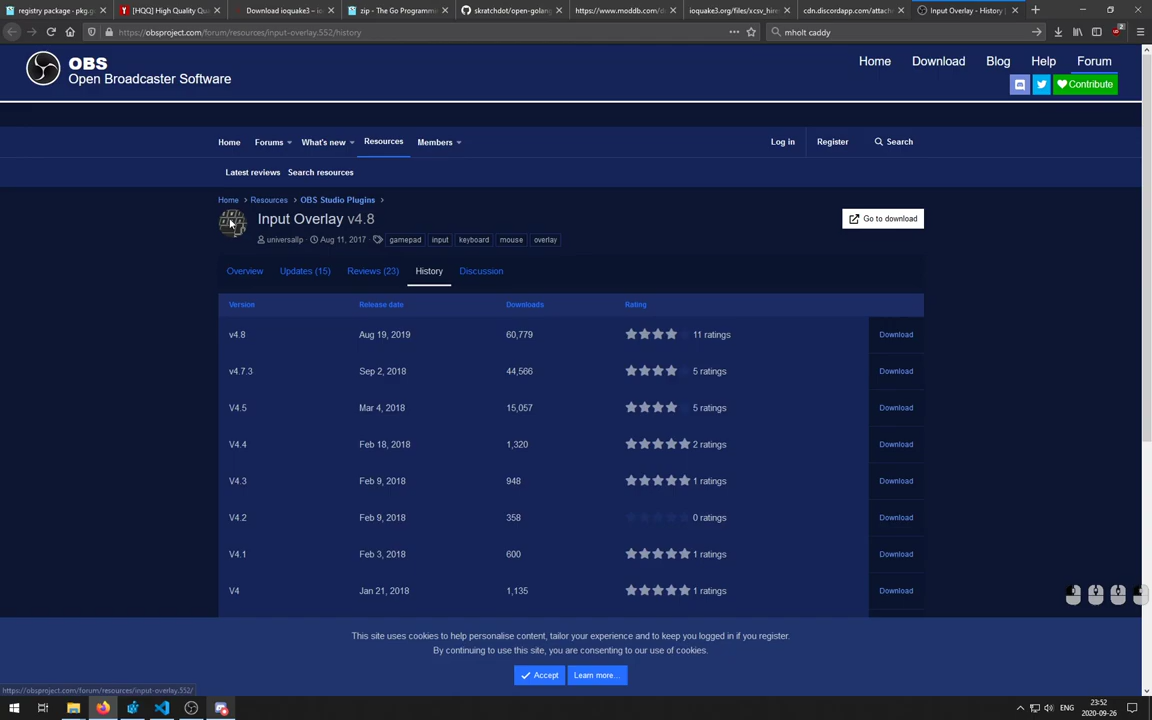 registry package - pkg.g
[HQQ] High Quality Qu
Download ioquake3 – i
zip - The Go Programmi
skratchdot/open-golang
https://www.moddb.com/d
ioquake3.org/files/xcsv_hires
cdn.discordapp.com/attach
Input Overlay - History |
https://obsproject.com/forum/resources/input-overlay.552/history
mholt caddy
2
OBS
Open Broadcaster Software
Home
Download
Blog
Help
Forum
Contribute
Home
Forums
What's new
Resources
Members
Log in
Register
Search
Latest reviews
Search resources
Home
Resources
OBS Studio Plugins
Input Overlay v4.8
Go to download
universallp
Aug 11, 2017
gamepad
input
keyboard
mouse
overlay
Overview
Updates (15)
Reviews (23)
History
Discussion
Version Release date Downloads Rating
v4.8 Aug 19, 2019 60,779 11 ratings Download
v4.7.3 Sep 2, 2018 44,566 5 ratings Download
V4.5 Mar 4, 2018 15,057 5 ratings Download
V4.4 Feb 18, 2018 1,320 2 ratings Download
V4.3 Feb 9, 2018 948 1 ratings Download
V4.2 Feb 9, 2018 358 0 ratings Download
V4.1 Feb 3, 2018 600 1 ratings Download
V4 Jan 21, 2018 1,135 1 ratings Download
This site uses cookies to help personalise content, tailor your experience and to keep you logged in if you register.
By continuing to use this site, you are consenting to our use of cookies.
Accept
Learn more…
https://obsproject.com/forum/resources/input-overlay.552/
ENG
23:52
2020-09-26